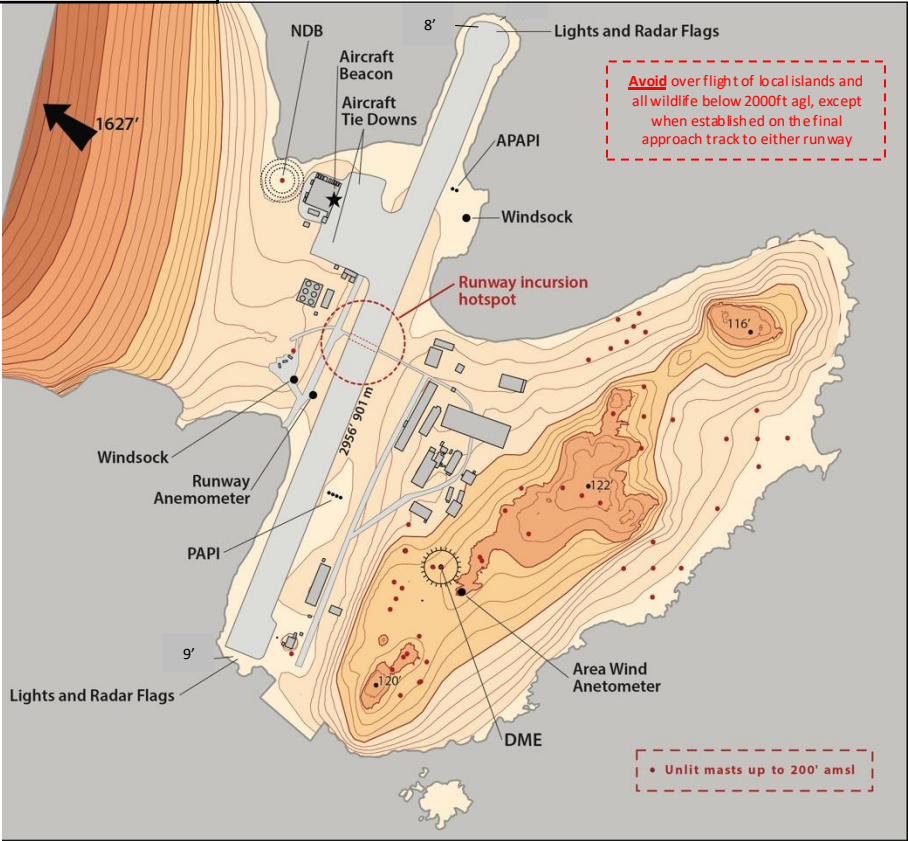 8’
NDB
Lights and Radar Flags
Aircraft
Beacon
Aircraft
Tie Downs
Avoid over flight of local islands and
all wildlife below 2000ft agl, except
when established on the final
approach track to either runway
1627’
APAPI
Windsock
Runway incursion
hotspot
116’
2956’ 901 m
Windsock
Runway
Anemometer
122’
PAPI
9’
Lights and Radar Flags
120’
Area Wind
Anetometer
DME
Unlit masts up to 200' amsl